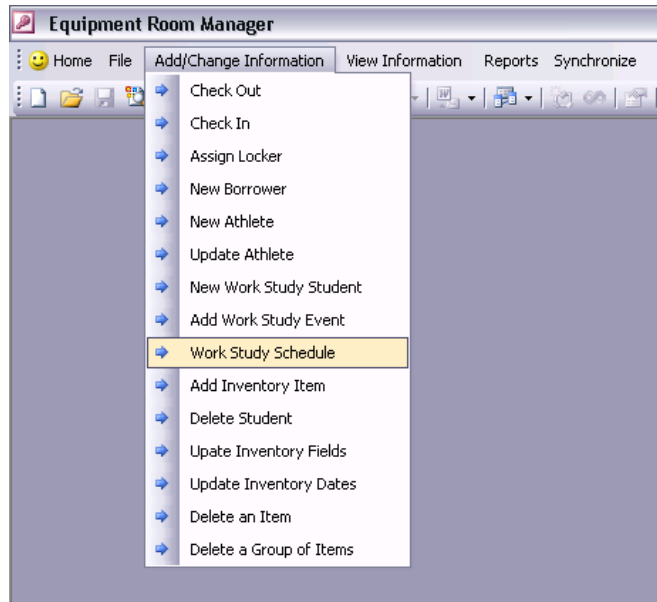 Equipment Room Manager
Home File Add/Change Information View Information Reports Synchronize
Check Out
Check In
Assign Locker
New Borrower
New Athlete
Update Athlete
New Work Study Student
Add Work Study Event
Work Study Schedule
Add Inventory Item
Delete Student
Upate Inventory Fields
Update Inventory Dates
Delete an Item
Delete a Group of Items